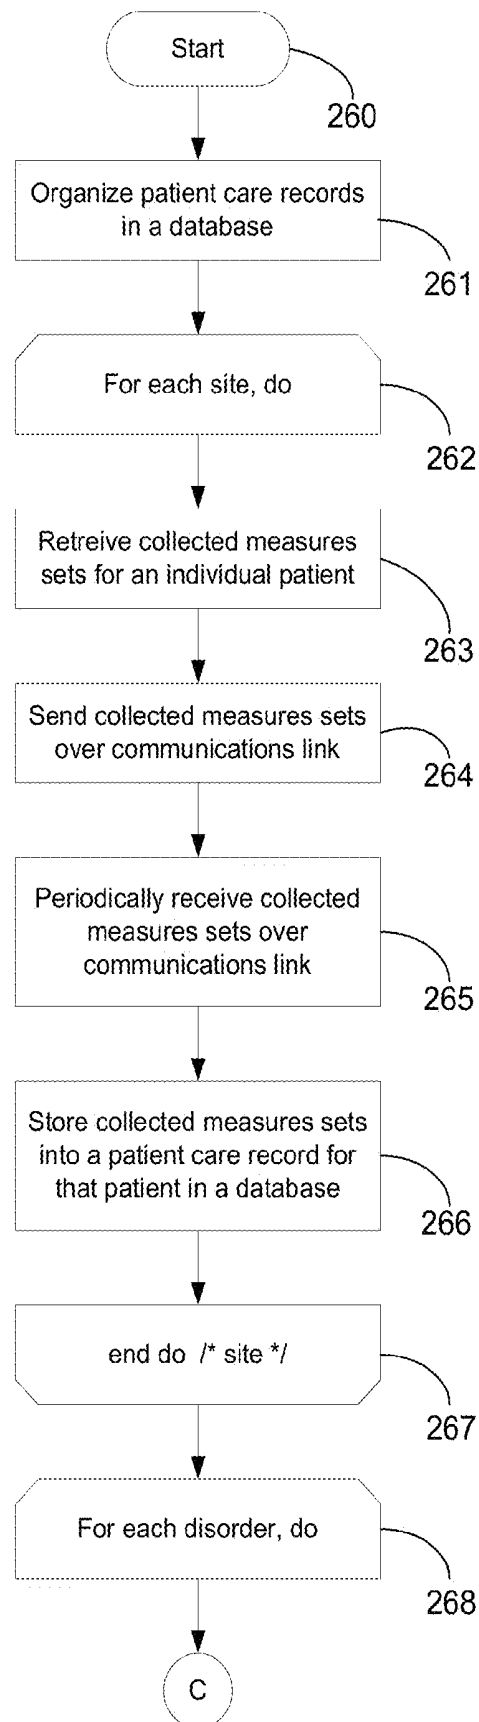 Start
260
Organize patient care records
in a database
261
For each site, do
262
Retreive collected measures
sets for an individual patient
263
Send collected measures sets
over communications link
264
Periodically receive collected
measures sets over
communications link
265
Store collected measures sets
into a patient care record for
that patient in a database
266
end do /* site */
267
For each disorder, do
268
C